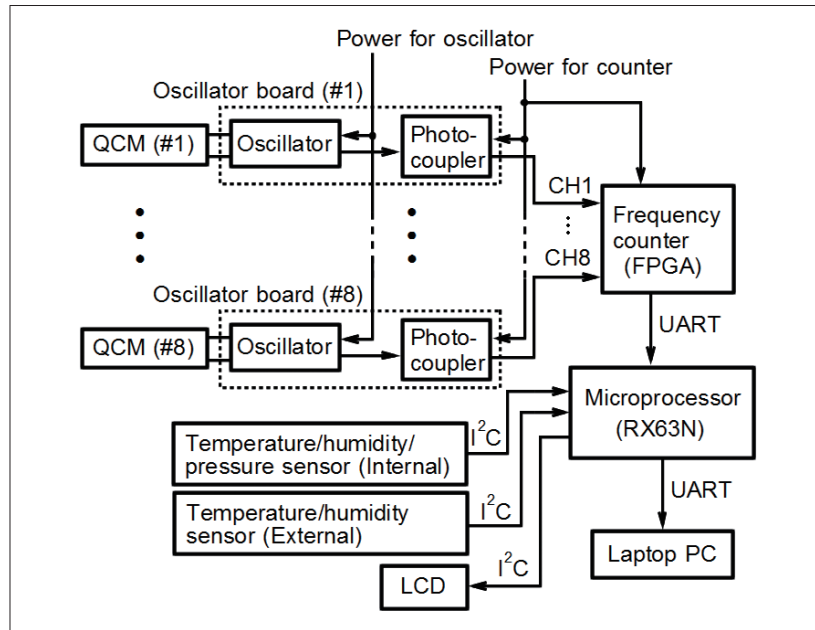 Power for oscillator
Power for counter
Oscillator board (#1)
QCM (#1)
Oscillator
Photo-
coupler
CH1
Frequency
counter
(FPGA)
CH8
Oscillator board (#8)
QCM (#8)
Oscillator
Photo-
coupler
UART
Microprocessor
(RX63N)
I²C
Temperature/humidity/
pressure sensor (Internal)
I²C
Temperature/humidity
sensor (External)
UART
Laptop PC
I²C
LCD